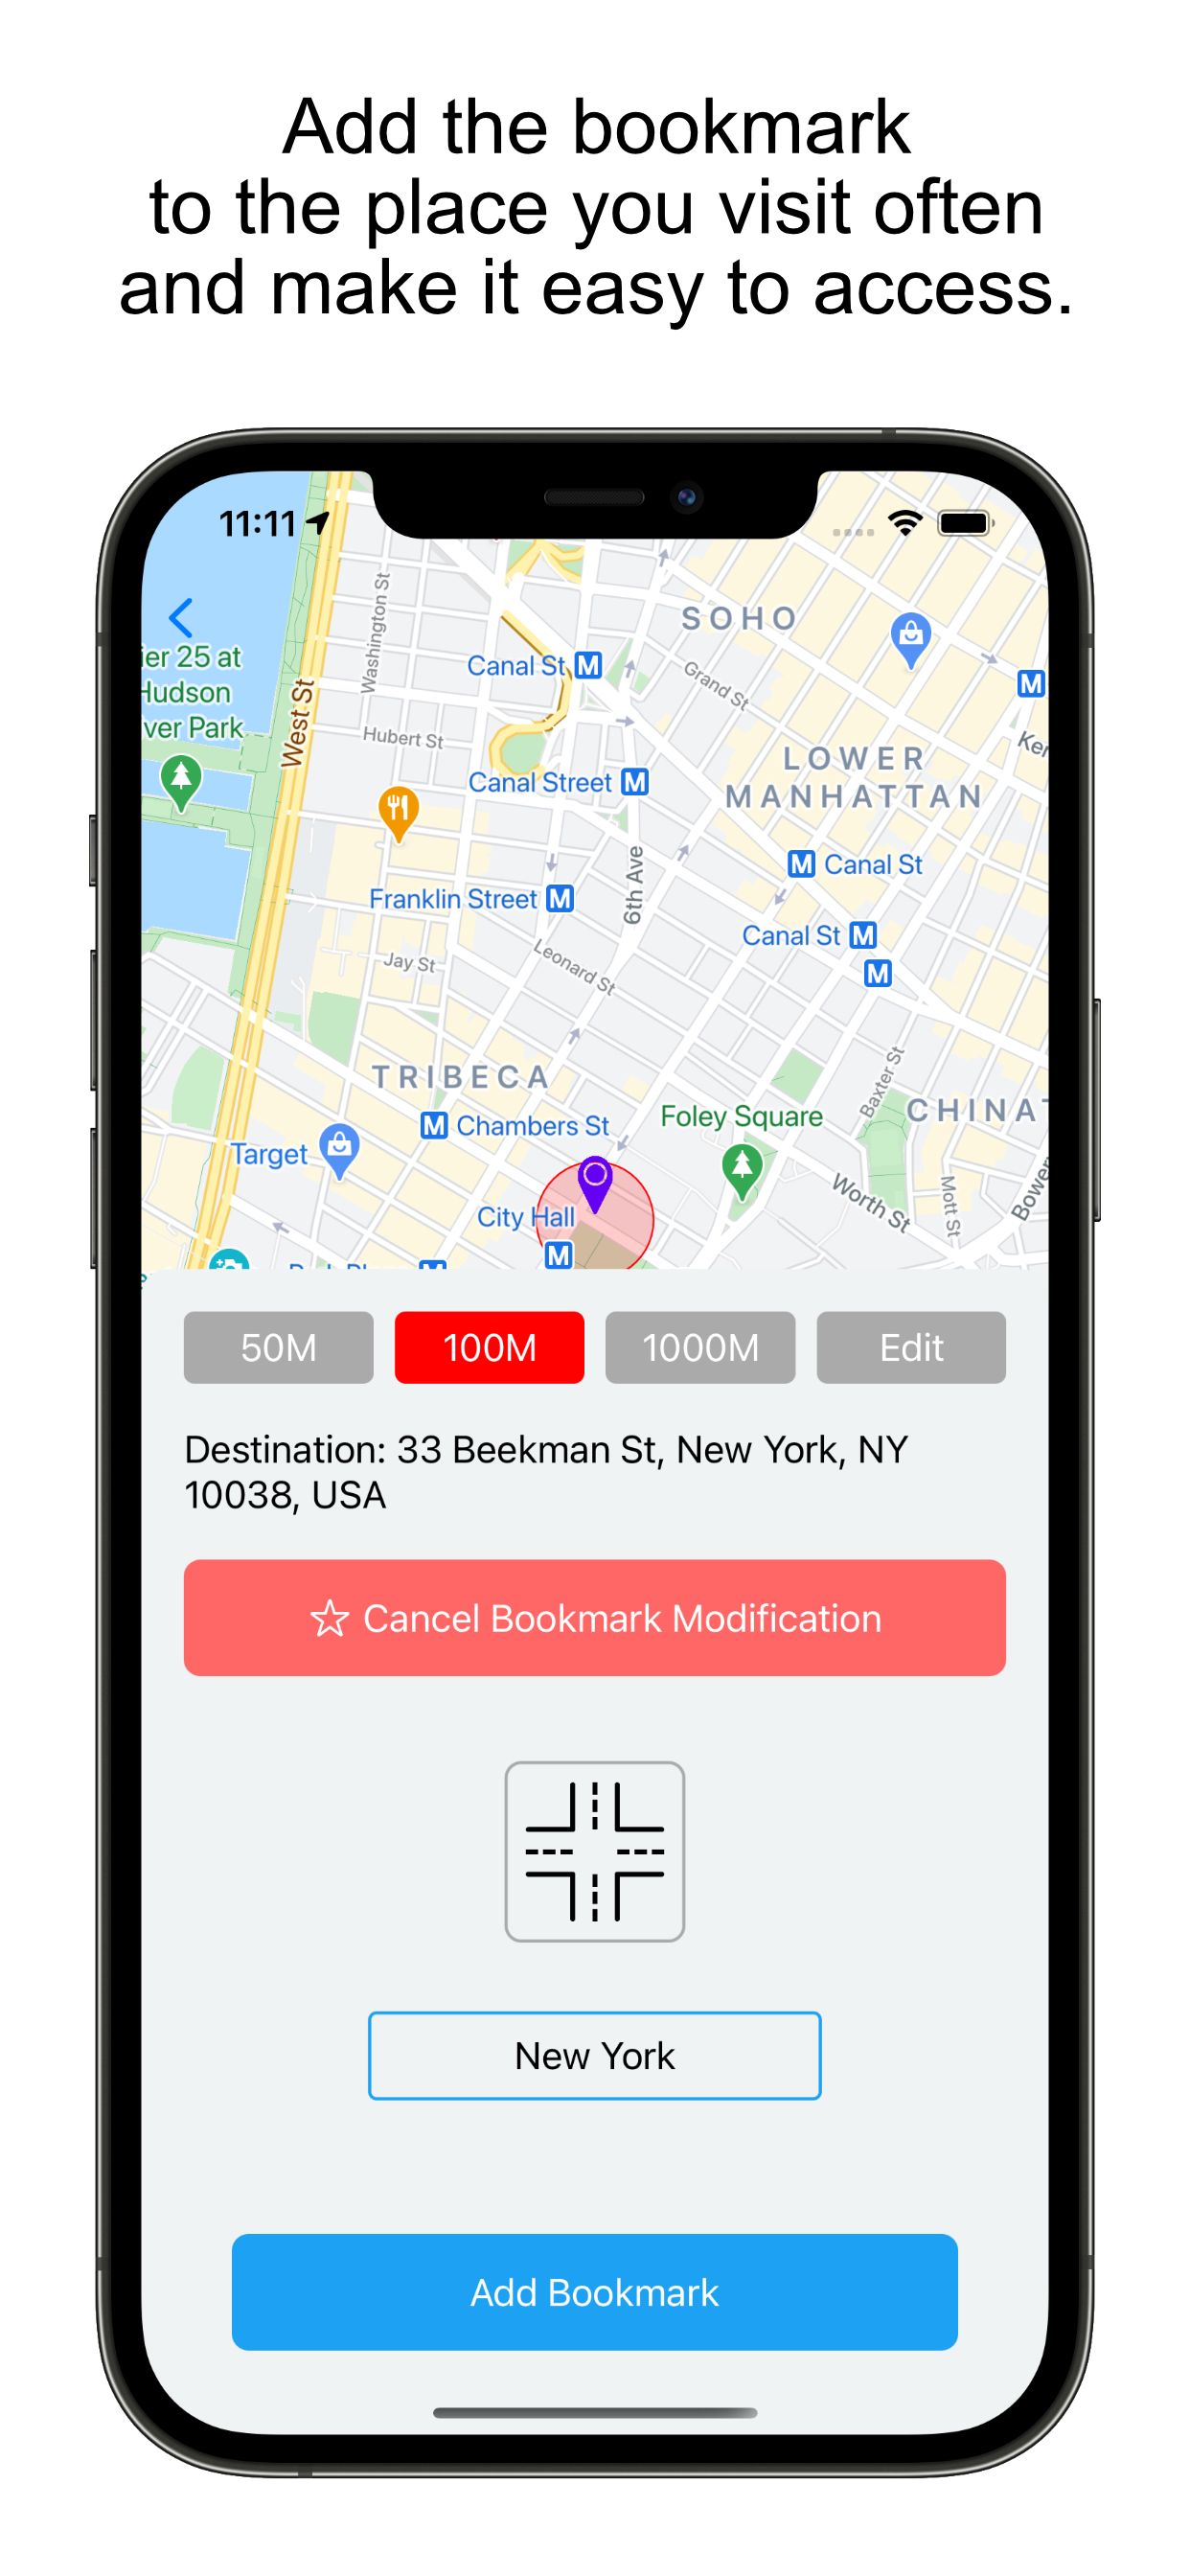 Add the bookmark
to the place you visit often
and make it easy to access.
11:11
SOHO
Washington St
Canal St M
Grand St
M
ier 25 at
Hudson
ver Park
West St
Hubert St
Ker
LOWER
MANHATTAN
Canal Street M
6th Ave
M Canal St
Franklin Street M
Canal St M
M
Leonard St
Jay St
TRIBECA
Baxter St
CHINAT
M Chambers St
Foley Square
Target
Worth St
Mott St
Bower
City Hall
M
50M
100M
1000M
Edit
Destination: 33 Beekman St, New York, NY
10038, USA
Cancel Bookmark Modification
New York
Add Bookmark